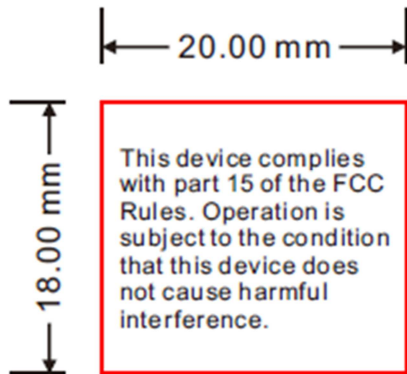 20.00 mm
18.00 mm
This device complies
with part 15 of the FCC
Rules. Operation is
subject to the condition
that this device does
not cause harmful
interference.